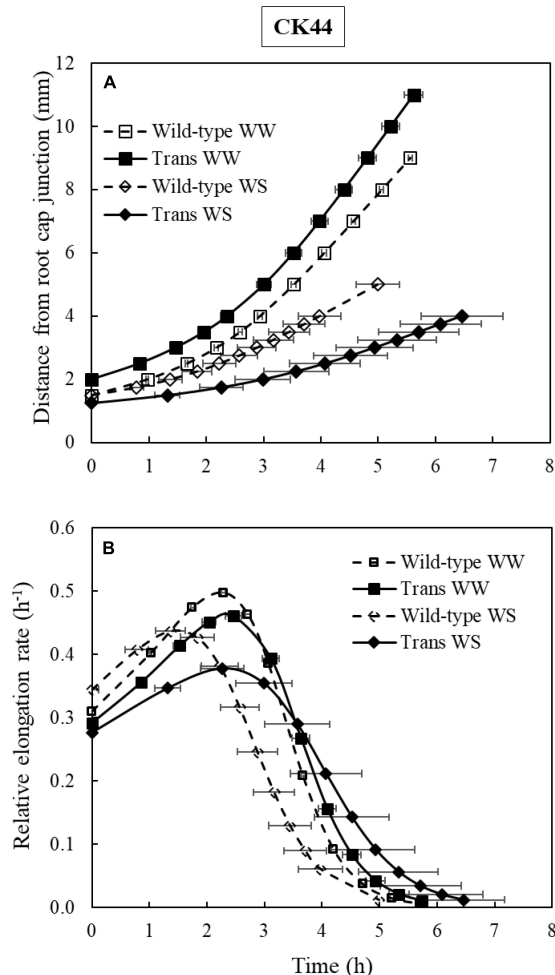 CK44
A
Distance from root cap junction (mm)
12
10
8
6
4
2
0
Wild-type WW
Trans WW
Wild-type WS
Trans WS
0 1 2 3 4 5 6 7 8
B
Relative elongation rate (h-1)
0.6
0.5
0.4
0.3
0.2
0.1
0.0
Wild-type WW
Trans WW
Wild-type WS
Trans WS
0 1 2 3 4 5 6 7 8
Time (h)